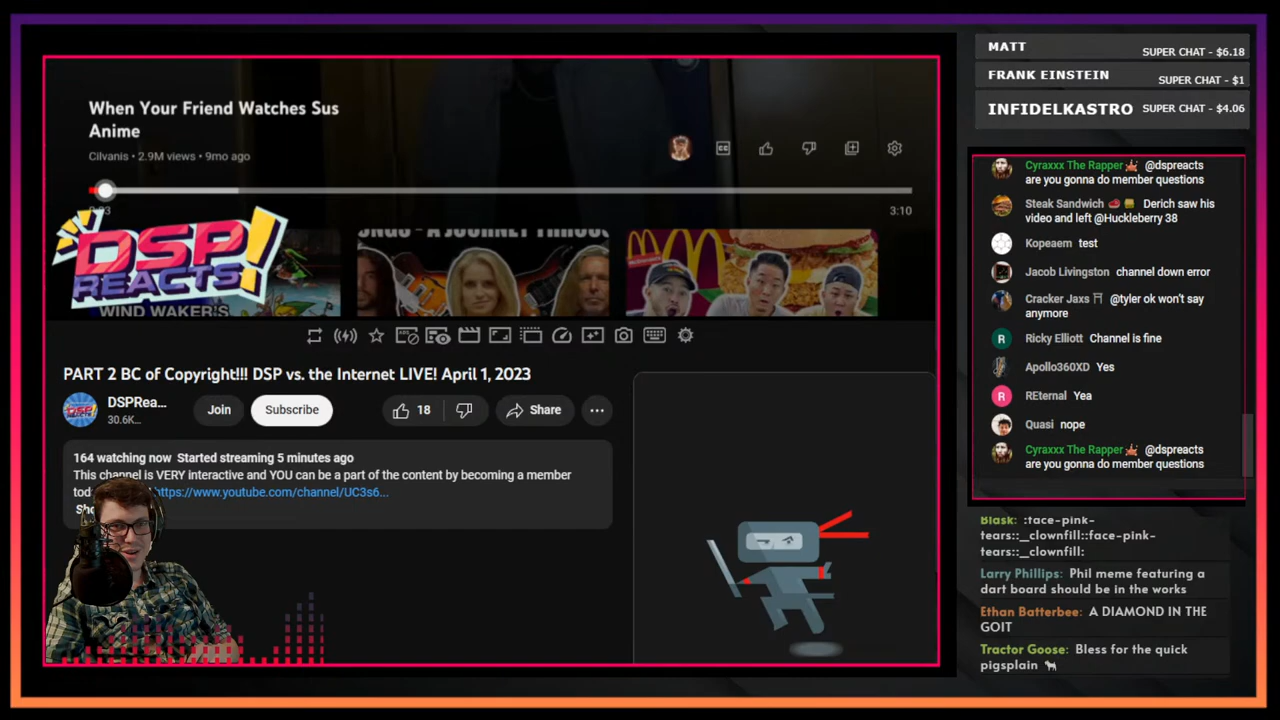 When Your Friend Watches Sus
Anime
Cilvanis • 2.9M views • 9mo ago
CC
3:10
DSP
REACTS!
WIND WAKER'S
PART 2 BC of Copyright!!! DSP vs. the Internet LIVE! April 1, 2023
DSPRea...
30.6K...
Join
Subscribe
18
Share
164 watching now Started streaming 5 minutes ago
This channel is VERY interactive and YOU can be a part of the content by becoming a member
https://www.youtube.com/channel/UC3s6...
MATT
SUPER CHAT - $6.18
FRANK EINSTEIN
SUPER CHAT - $1
INFIDELKASTRO
SUPER CHAT - $4.06
Cyraxxx The Rapper @dspreacts
are you gonna do member questions
Steak Sandwich Derich saw his
video and left @Huckleberry 38
Kopeaem test
Jacob Livingston channel down error
Cracker Jaxs @tyler ok won't say
anymore
R
Ricky Elliott Channel is fine
Apollo360XD Yes
R
REternal Yea
Quasi nope
Cyraxxx The Rapper @dspreacts
are you gonna do member questions
Blask: :face-pink-
tears::__clownfill::face-pink-
tears::__clownfill:
Larry Phillips: Phil meme featuring a
dart board should be in the works
Ethan Batterbee: A DIAMOND IN THE
GOIT
Tractor Goose: Bless for the quick
pigsplain